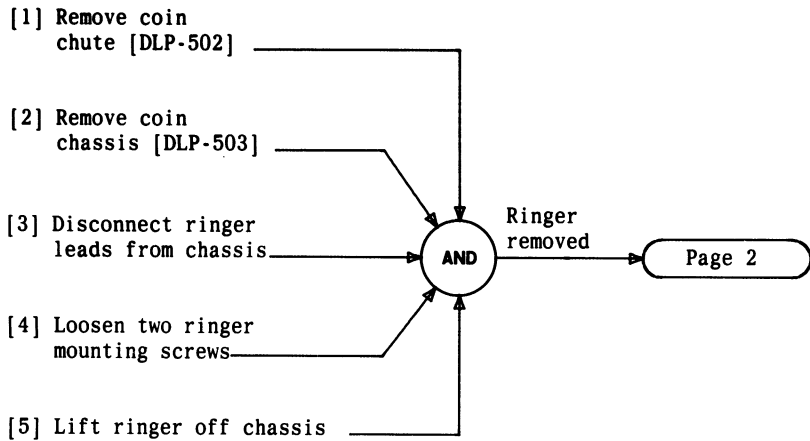 [1] Remove coin
chute [DLP-502]
[2] Remove coin
chassis [DLP-503]
[3] Disconnect ringer
leads from chassis
[4] Loosen two ringer
mounting screws
[5] Lift ringer off chassis
AND
Ringer
removed
Page 2